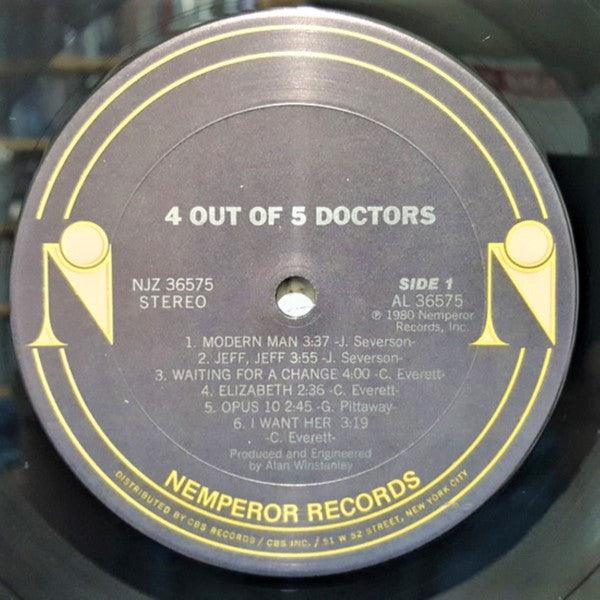 4 OUT OF 5 DOCTORS
NJZ 36575
STEREO
SIDE 1
AL 36575
℗ 1980 Nemperor
Records, Inc.
1. MODERN MAN 3:37 -J. Severson-
2. JEFF, JEFF 3:55 -J. Severson-
3. WAITING FOR A CHANGE 4:00 -C. Everett-
4. ELIZABETH 2:36 -C. Everett-
5. OPUS 10 2:45 -G. Pittaway-
6. I WANT HER 3:19
-C. Everett-
Produced and Engineered
by Alan Winstanley
NEMPEROR RECORDS
DISTRIBUTED BY CBS RECORDS / CBS INC. / 51 W 52 STREET, NEW YORK CITY